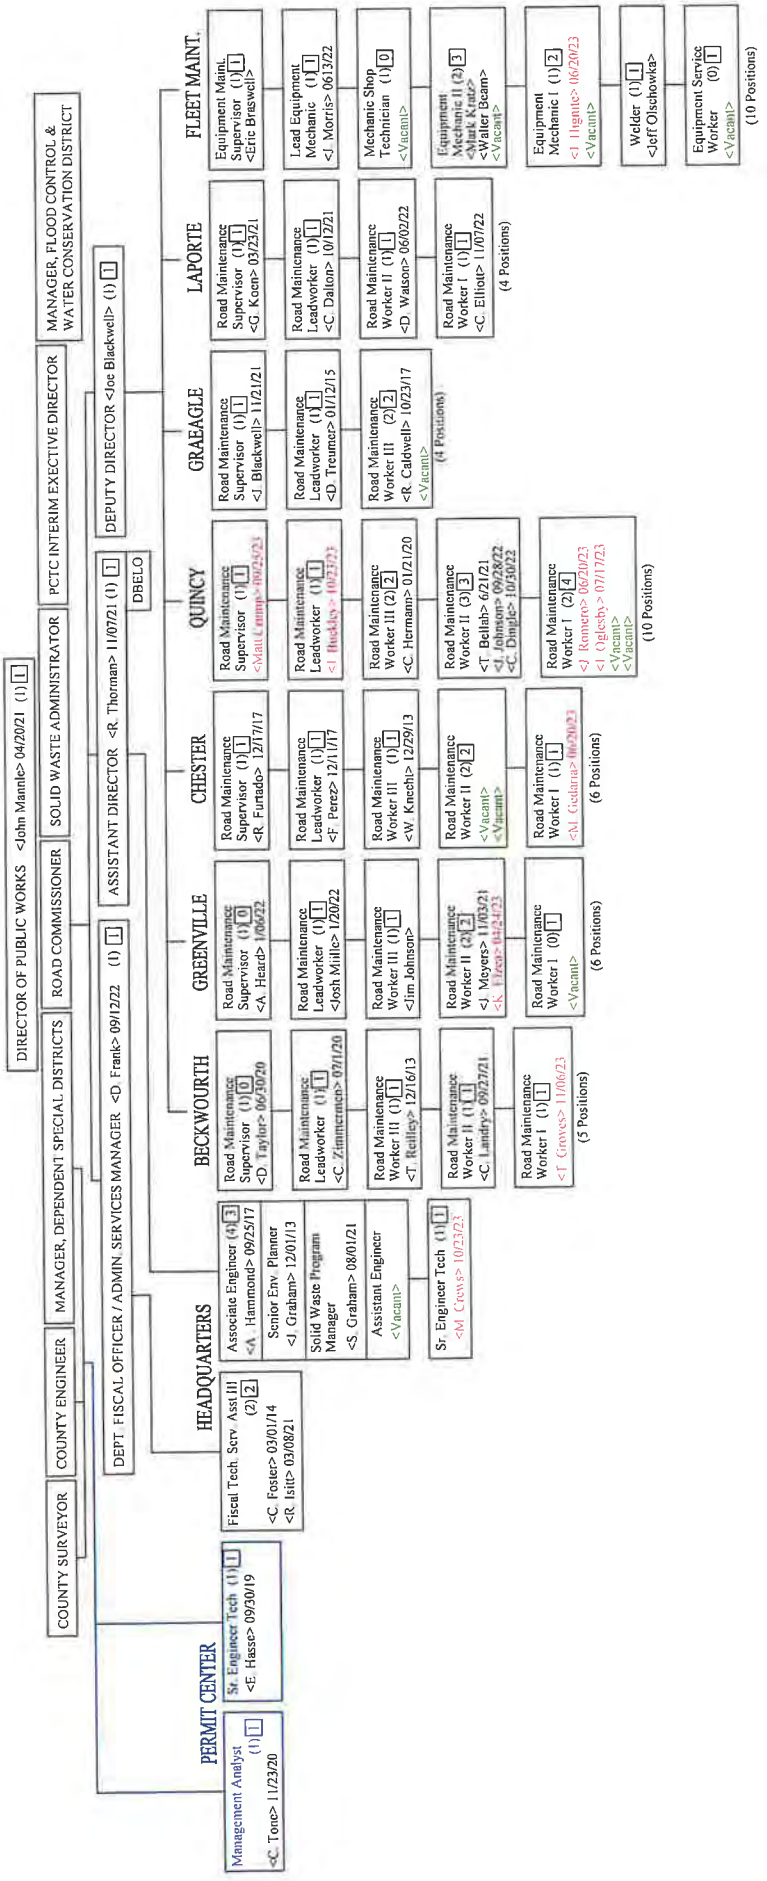 DIRECTOR OF PUBLIC WORKS <John Mannle> 04/20/21 (1) 1
COUNTY SURVEYOR
COUNTY ENGINEER
MANAGER, DEPENDENT SPECIAL DISTRICTS
ROAD COMMISSIONER
SOLID WASTE ADMINISTRATOR
PCTC INTERIM EXECTIVE DIRECTOR
MANAGER, FLOOD CONTROL &
WATER CONSERVATION DISTRICT
DEPT FISCAL OFFICER / ADMIN. SERVICES MANAGER <D. Frank> 09/12/22 (1) 1
ASSISTANT DIRECTOR <R. Thorman> 11/07/21 (1) 1
DBELO
DEPUTY DIRECTOR <Joe Blackwell> (1) 1
PERMIT CENTER
Management Analyst
(1) 1
<C. Tone> 11/23/20
Sr. Engineer Tech (1) 1
<E. Hasse> 09/30/19
HEADQUARTERS
Fiscal Tech. Serv. Asst III
(2) 2
<C. Foster> 03/01/14
<R. Isitt> 03/08/21
Associate Engineer (4) 3
<A. Hammond> 09/25/17
Senior Env. Planner
<J. Graham> 12/01/13
Solid Waste Program
Manager
<S. Graham> 08/01/21
Assistant Engineer
<Vacant>
Sr. Engineer Tech (1) 1
<M. Crews> 10/23/23
BECKWOURTH
Road Maintenance
Supervisor (1) 0
<D. Taylor> 06/30/20
Road Maintenance
Leadworker (1) 1
<C. Zimmermen> 07/1/20
Road Maintenance
Worker III (1) 1
<T. Reilley> 12/16/13
Road Maintenance
Worker II (1) 1
<C. Landry> 09/27/21
Road Maintenance
Worker I (1) 1
<T Groves> 11/06/23
(5 Positions)
GREENVILLE
Road Maintenance
Supervisor (1) 0
<A. Heard> 1/06/22
Road Maintenance
Leadworker (1) 1
<Josh Miille> 1/20/22
Road Maintenance
Worker III (1) 1
<Jim Johnson>
Road Maintenance
Worker II (2) 2
<J. Meyers> 11/03/21
04/24/23
Road Maintenance
Worker I (0) 1
<Vacant>
(6 Positions)
CHESTER
Road Maintenance
Supervisor (1) 1
<R. Furtado> 12/17/17
Road Maintenance
Leadworker (1) 1
<F. Perez> 12/11/17
Road Maintenance
Worker III (1) 1
<W. Knecht> 12/29/13
Road Maintenance
Worker II (2) 2
<Vacant>
<Vacant>
Road Maintenance
Worker I (1) 1
06/20/23
(6 Positions)
QUINCY
Road Maintenance
Supervisor (1) 1
<Matt 09/25/23
Road Maintenance
Leadworker (1) 1
Buckley> 10/23/23
Road Maintenance
Worker III (2) 2
<C. Hermann> 01/21/20
Road Maintenance
Worker II (3) 3
<T. Bellah> 6/21/21
<J. Johnson> 09/28/22
<C. Dingle> 10/30/22
Road Maintenance
Worker I (2) 4
<J Romero> 06/20/23
Oglesby> 07/17/23
<Vacant>
<Vacant>
(10 Positions)
GRAEAGLE
Road Maintenance
Supervisor (1) 1
<J. Blackwell> 11/21/21
Road Maintenance
Leadworker (1) 1
<D. Treumer> 01/12/15
Road Maintenance
Worker III (2) 2
<R. Caldwell> 10/23/17
<Vacant>
(4 Positions)
LAPORTE
Road Maintenance
Supervisor (1) 1
<G. Koen> 03/23/21
Road Maintenance
Leadworker (1) 1
<C. Dalton> 10/12/21
Road Maintenance
Worker II (1) 1
<D. Watson> 06/02/22
Road Maintenance
Worker I (1) 1
<C. Elliott> 11/07/22
(4 Positions)
FLEET MAINT.
Equipment Maint.
Supervisor (1) 1
<Eric Braswell>
Lead Equipment
Mechanic (1) 1
<J. Morris> 0613/22
Mechanic Shop
Technician (1) 0
<Vacant>
Equipment
Mechanic II (2) 3
<Mark Kratz>
<Walter Beam>
<Vacant>
Equipment
Mechanic I (1) 2
06/20/23
<Vacant>
Welder (1) 1
<Jeff Olschowka>
Equipment Service
Worker (0) 1
<Vacant>
(10 Positions)